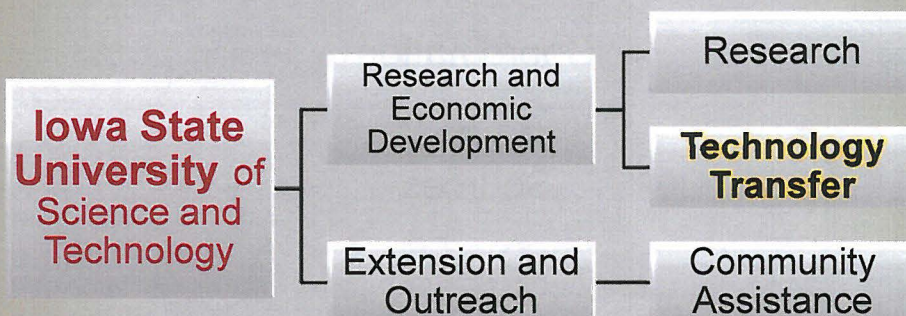 Iowa State
University of
Science and
Technology
Research and
Economic
Development
Extension and
Outreach
Research
Technology
Transfer
Community
Assistance